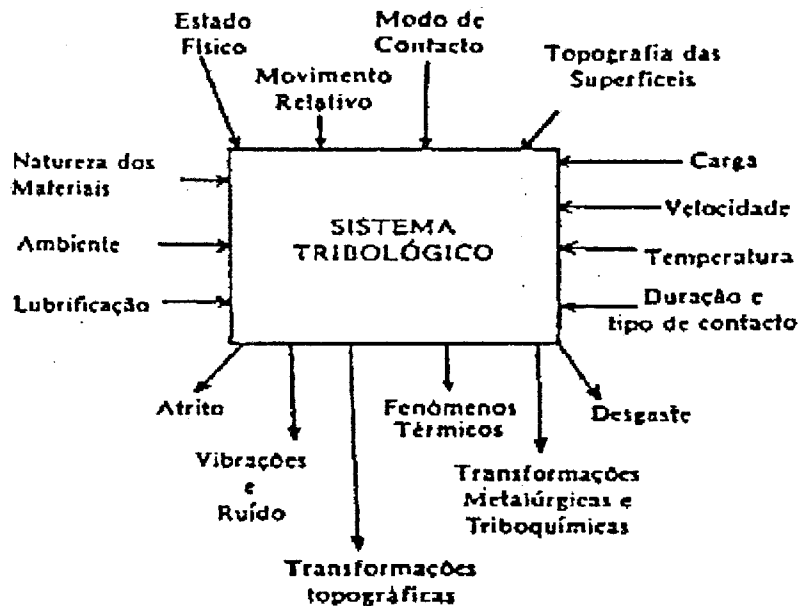 Estado
Físico
Modo de
Contacto
Movimento
Relativo
Topografia das
Superfíceis
Natureza dos
Materiais
Ambiente
Lubrificação
SISTEMA
TRIBOLÓGICO
Carga
Velocidade
Temperatura
Duração e
tipo de contacto
Atrito
Vibrações
e
Ruído
Transformações
topográficas
Fenómenos
Térmicos
Transformações
Metalúrgicas e
Triboquímicas
Desgaste